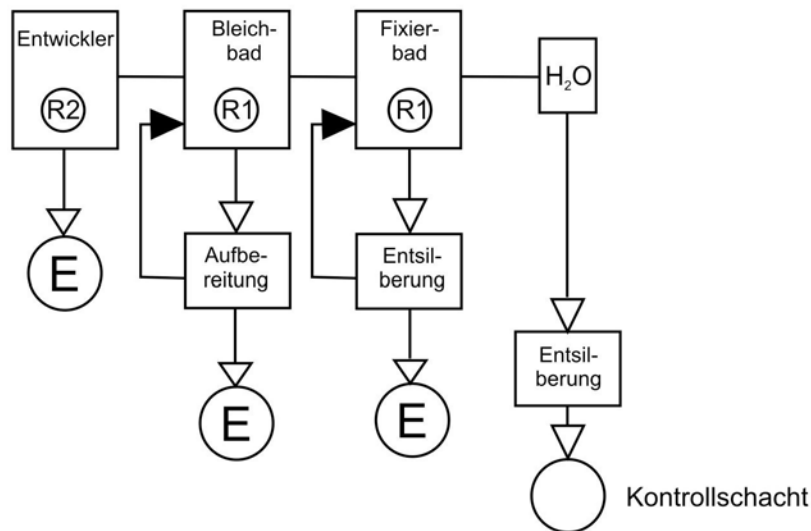 Entwickler
R2
E
Bleich-
bad
R1
Aufbe-
reitung
E
Fixier-
bad
R1
Entsil-
berung
E
H₂O
Entsil-
berung
Kontrollschacht